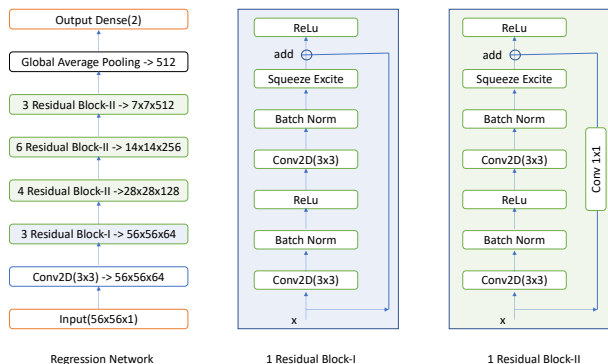 Output Dense(2)
Global Average Pooling -> 512
3 Residual Block-II -> 7x7x512
6 Residual Block-II -> 14x14x256
4 Residual Block-II ->28x28x128
3 Residual Block-I -> 56x56x64
Conv2D(3x3) -> 56x56x64
Input(56x56x1)
Regression Network
ReLu
add
Squeeze Excite
Batch Norm
Conv2D(3x3)
ReLu
Batch Norm
Conv2D(3x3)
x
1 Residual Block-I
ReLu
add
Squeeze Excite
Batch Norm
Conv2D(3x3)
ReLu
Batch Norm
Conv2D(3x3)
x
Conv 1x1
1 Residual Block-II